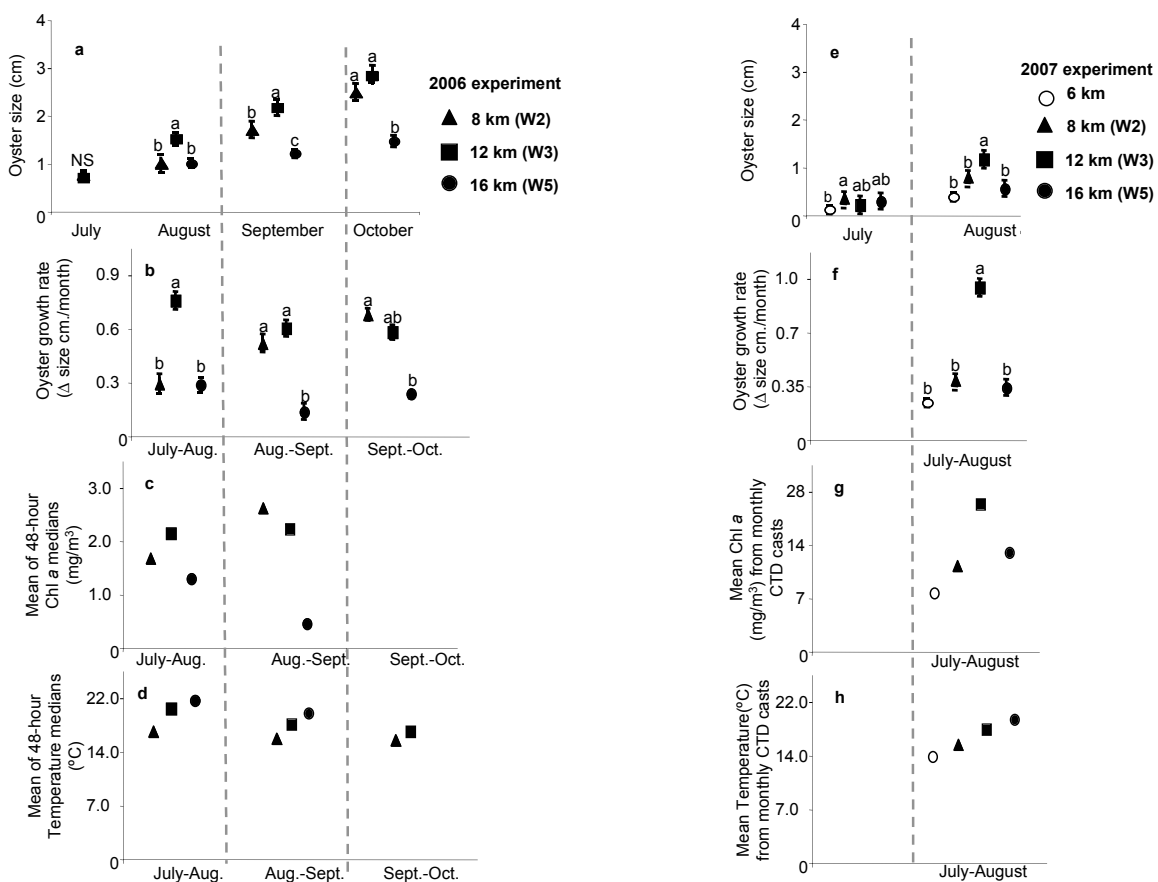 4
3
2
1
0
Oyster size (cm)
a
NS
b
a
b
b
a
c
a
a
b
July
August
September
October
2006 experiment
8 km (W2)
12 km (W3)
16 km (W5)
0.9
0.6
0.3
0
Oyster growth rate
(Δ size cm./month)
b
b
a
b
a
a
b
a
ab
b
July-Aug.
Aug.-Sept.
Sept.-Oct.
3.0
2.0
1.0
0
Mean of 48-hour
Chl a medians
(mg/m³)
c
July-Aug.
Aug.-Sept.
Sept.-Oct.
22.0
14.0
7.0
0
Mean of 48-hour
Temperature medians
(ºC)
d
July-Aug.
Aug.-Sept.
Sept.-Oct.
4
3
2
1
0
Oyster size (cm)
e
b
a
ab
ab
b
b
a
b
July
August
2007 experiment
6 km
8 km (W2)
12 km (W3)
16 km (W5)
1.0
0.7
0.35
0
Oyster growth rate
(Δ size cm./month)
f
b
b
a
b
July-August
28
14
7
0
Mean Chl a
(mg/m³) from monthly
CTD casts
g
July-August
22.0
14.0
7.0
0
Mean Temperature(ºC)
from monthly CTD casts
h
July-August